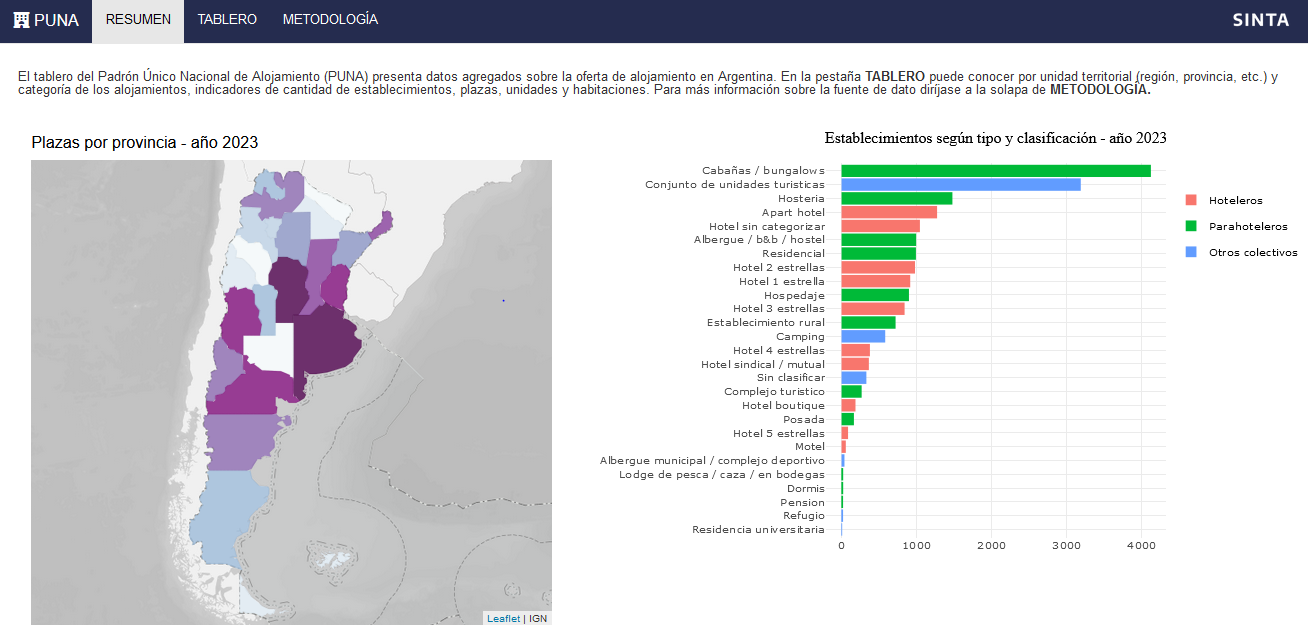 PUNA RESUMEN TABLERO METODOLOGÍA SINTA
El tablero del Padrón Único Nacional de Alojamiento (PUNA) presenta datos agregados sobre la oferta de alojamiento en Argentina. En la pestaña TABLERO puede conocer por unidad territorial (región, provincia, etc.) y
categoría de los alojamientos, indicadores de cantidad de establecimientos, plazas, unidades y habitaciones. Para más información sobre la fuente de dato diríjase a la solapa de METODOLOGÍA.
Plazas por provincia - año 2023
Leaflet | IGN
Establecimientos según tipo y clasificación - año 2023
Cabañas / bungalows
Conjunto de unidades turisticas
Hosteria
Apart hotel
Hotel sin categorizar
Albergue / b&b / hostel
Residencial
Hotel 2 estrellas
Hotel 1 estrella
Hospedaje
Hotel 3 estrellas
Establecimiento rural
Camping
Hotel 4 estrellas
Hotel sindical / mutual
Sin clasificar
Complejo turistico
Hotel boutique
Posada
Hotel 5 estrellas
Motel
Albergue municipal / complejo deportivo
Lodge de pesca / caza / en bodegas
Dormis
Pension
Refugio
Residencia universitaria
0 1000 2000 3000 4000
Hoteleros
Parahoteleros
Otros colectivos